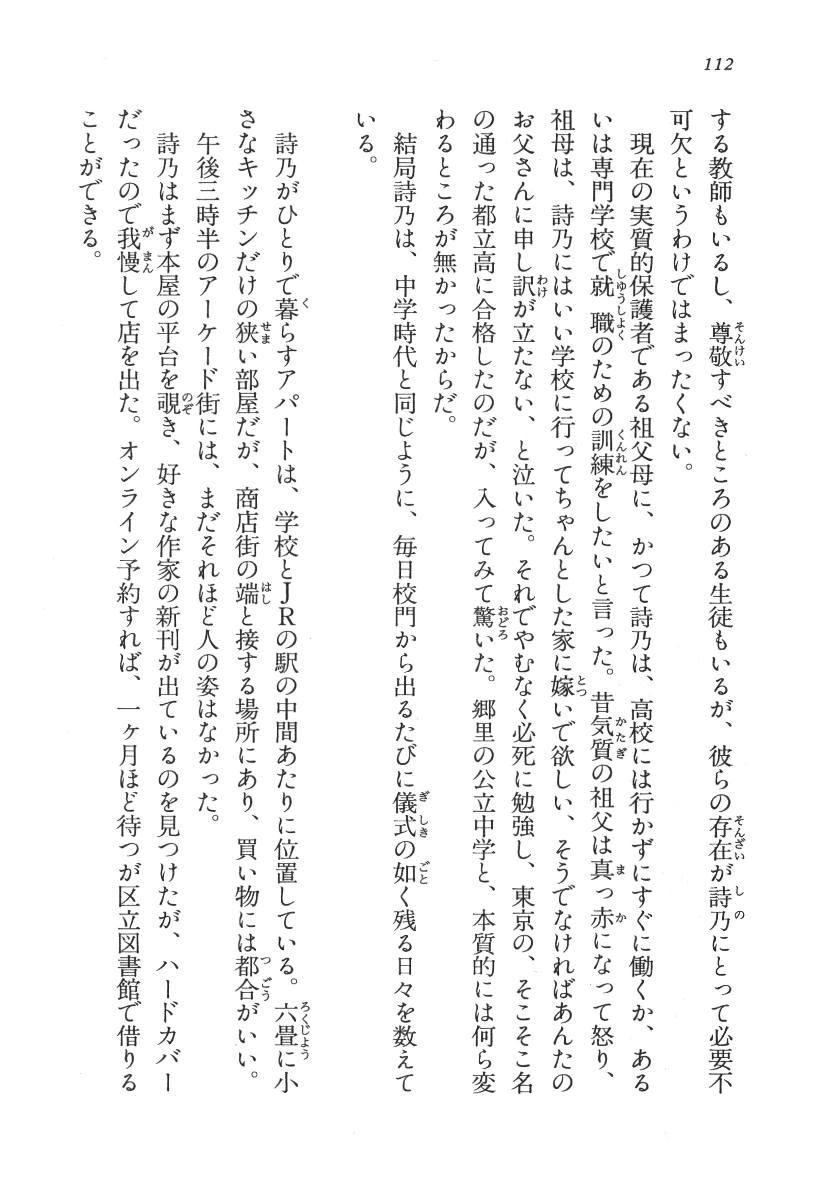 112
する教師もいるし、尊敬すべきところのある生徒もいるが、彼らの存在が詩乃にとって必要不
可欠というわけではまったくない。
現在の実質的保護者である祖父母に、かつて詩乃は、高校には行かずにすぐに働くか、ある
いは専門学校で就職のための訓練をしたいと言った。昔気質の祖父は真っ赤になって怒り、
祖母は、詩乃にはいい学校に行ってちゃんとした家に嫁いで欲しい、そうでなければあんたの
お父さんに申し訳が立たない、と泣いた。それでやむなく必死に勉強し、東京の、そこそこ名
の通った都立高に合格したのだが、入ってみて驚いた。郷里の公立中学と、本質的には何ら変
わるところが無かったからだ。
結局詩乃は、中学時代と同じように、毎日校門から出るたびに儀式の如く残る日々を数えて
いる。
詩乃がひとりで暮らすアパートは、学校とJRの駅の中間あたりに位置している。六畳に小
さなキッチンだけの狭い部屋だが、商店街の端と接する場所にあり、買い物には都合がいい。
午後三時半のアーケード街には、まだそれほど人の姿はなかった。
詩乃はまず本屋の平台を覗き、好きな作家の新刊が出ているのを見つけたが、ハードカバー
だったので我慢して店を出た。オンライン予約すれば、一ヶ月ほど待つが区立図書館で借りる
ことができる。